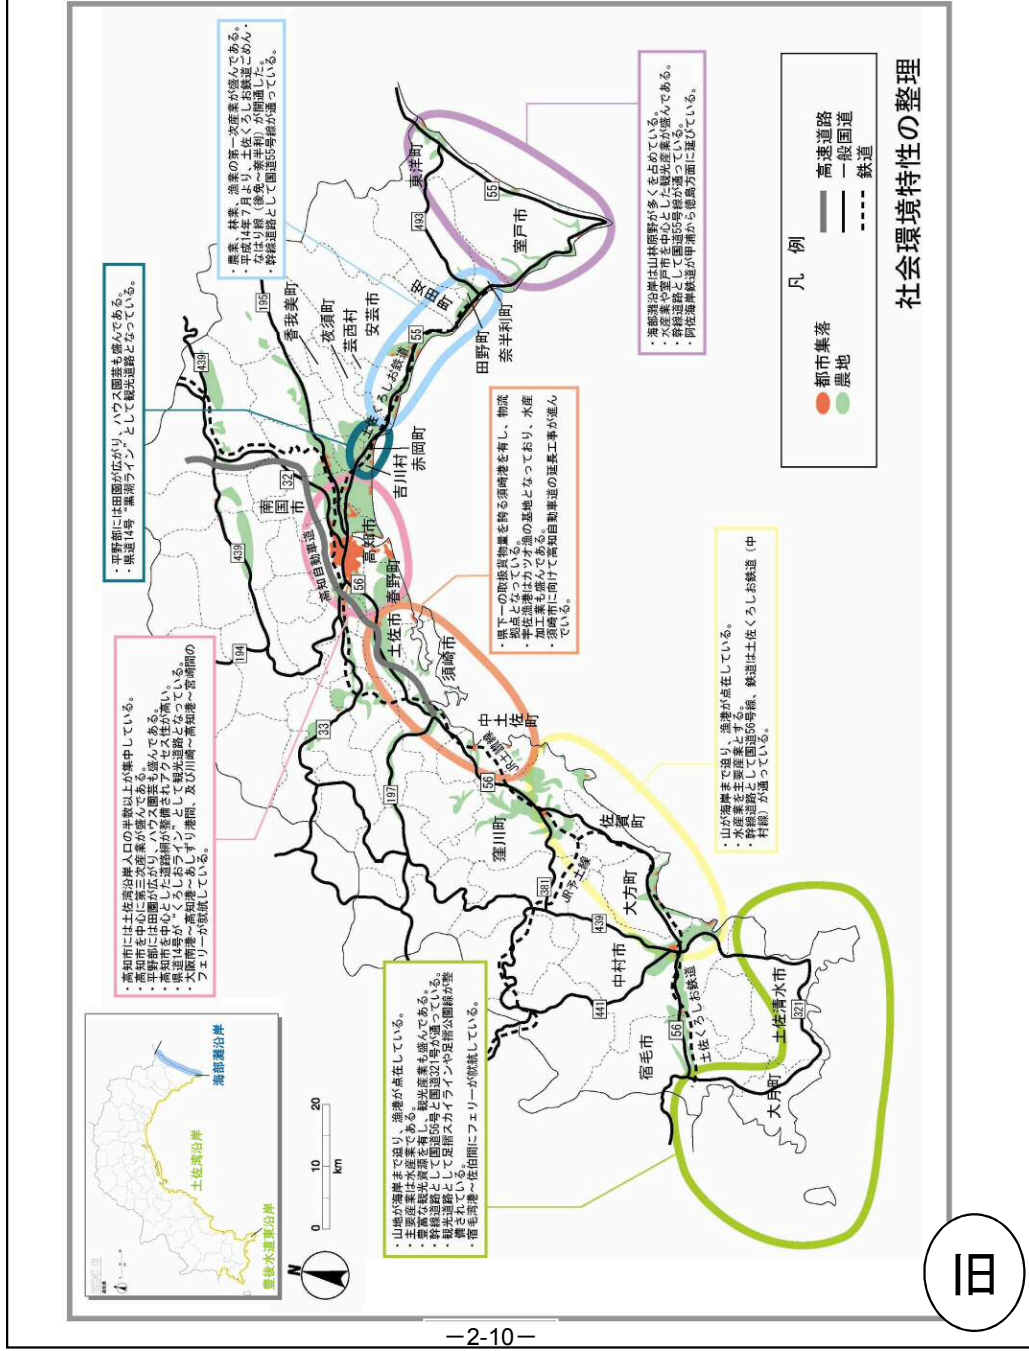 社会環境特性の整理
凡 例
都市集落
農地
高速道路
一般国道
鉄道
・農業、林業、漁業の第一次産業が盛んである。
・平成14年7月より、土佐くろしお鉄道ごめん・
なはり線(後免～奈半利)が開通した。
・幹線道路として国道55号線が通っている。
・海部灘沿岸は山林原野が多くを占めている。
・水産業や室戸市を中心とした観光産業が盛んである。
・幹線道路として国道55号線が通っている。
・阿佐海岸鉄道が甲浦から徳島方面に延びている。
・平野部には田園が広がり、ハウス園芸も盛んである。
・県道14号“黒潮ライン”として観光道路となっている。
・県下一の取扱貨物量を誇る須崎港を有し、物流
拠点となっている。
・宇佐漁港はカツオ漁の基地となっており、水産
加工業も盛んである。
・須崎市に向けて高知自動車道の延長工事が進ん
でいる。
・高知市には土佐湾沿岸人口の半数以上が集中している。
・高知市を中心に第三次産業が盛んである。
・平野部には田園が広がり、ハウス園芸も盛んである。
・高知市を中心とした道路網が整備されアクセス性が高い。
・県道14号が“くろしおライン”として観光道路となっている。
・大阪南港～高知港～あしずり港間、及び川崎～高知港～宮崎間の
フェリーが就航している。
・山が海岸まで迫り、漁港が点在している。
・水産業を主要産業とする。
・幹線道路として国道56号線、鉄道は土佐くろしお鉄道(中
村線)が通っている。
・山地が海岸まで迫り、漁港が点在している。
・主要産業は水産業である。
・豊富な観光資源を有し、観光産業も盛んである。
・幹線道路として国道56号と国道321号が通っている。
・観光道路として足摺スカイラインや足摺公園線が整
備されている。
・宿毛湾港～佐伯間にフェリーが就航している。
東洋町
室戸市
493
55
安田町
田野町
奈半利町
195
香我美町
夜須町
芸西村
安芸市
55
土佐くろしお鉄道
吉川村
赤岡町
439
32
南国市
439
高知自動車道
高知市
56
春野町
土佐市
須崎市
194
33
中土佐町
JR土讃線
56
197
窪川町
佐賀町
381
JR予土線
大方町
439
中村市
441
土佐くろしお鉄道
56
宿毛市
土佐清水市
321
大月町
海部灘沿岸
土佐湾沿岸
豊後水道東沿岸
N
0 10 20
km
旧
－2-10－